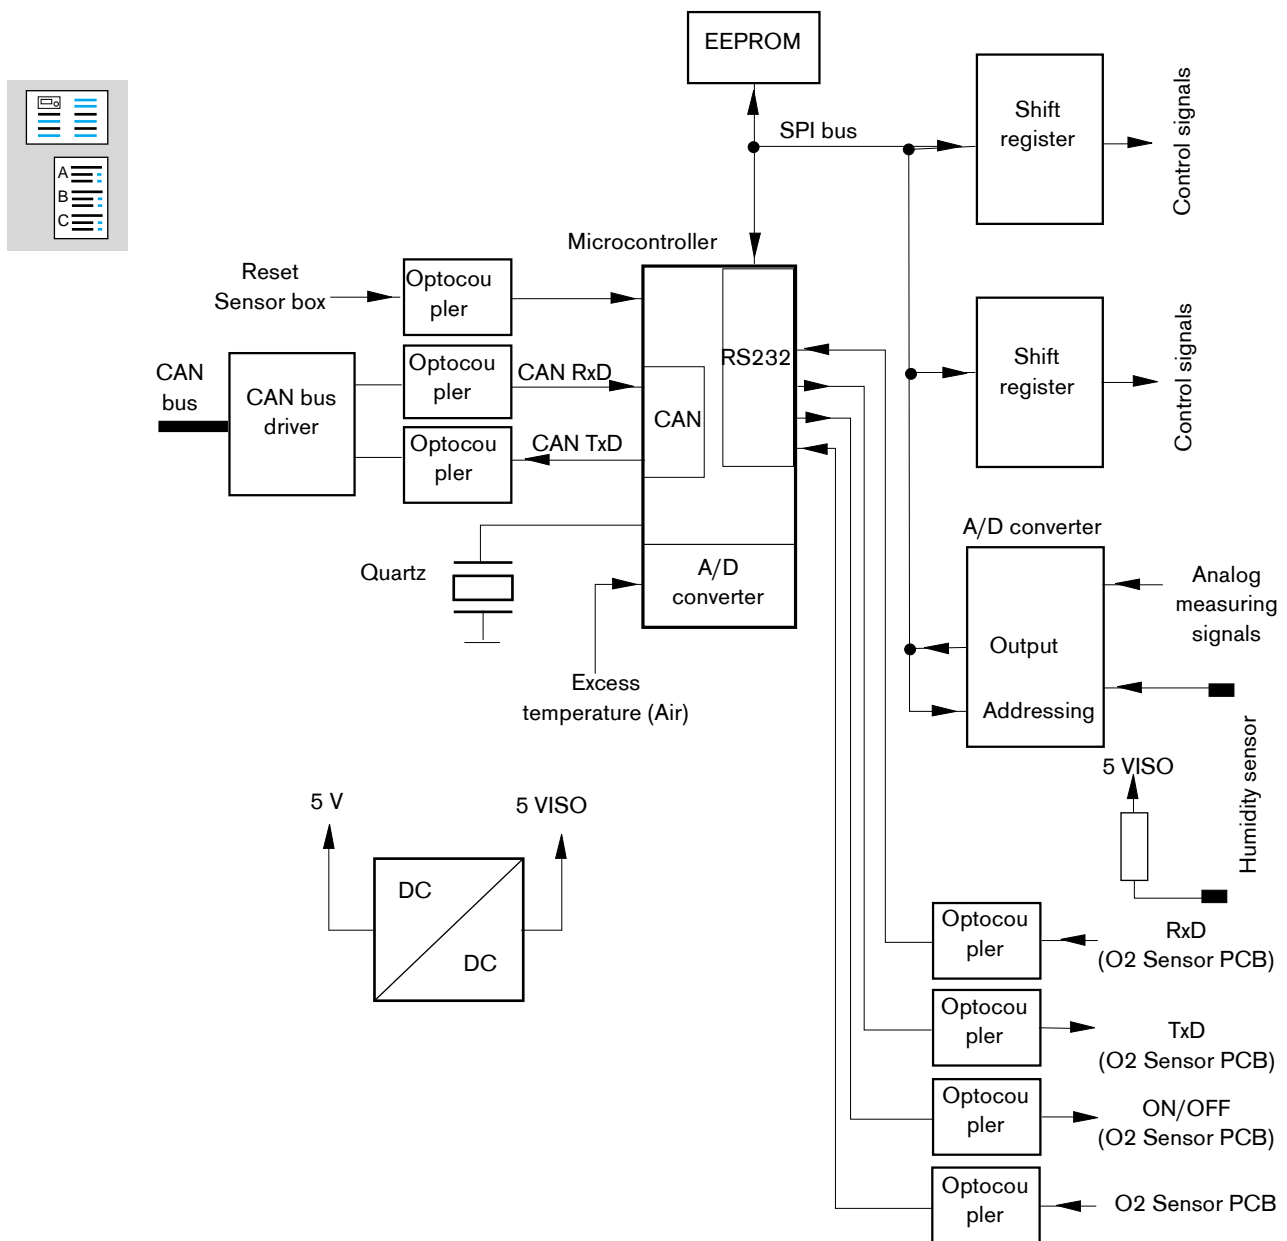 EEPROM
SPI bus
Shift
register
Control signals
A
B
C
Microcontroller
Reset
Sensor box
Optocou
pler
RS232
Shift
register
Control signals
CAN
bus
CAN bus
driver
Optocou
pler
CAN RxD
CAN
Optocou
pler
CAN TxD
A/D converter
Quartz
A/D
converter
Analog
measuring
signals
Output
Addressing
Excess
temperature (Air)
Humidity sensor
5 VISO
5 V
5 VISO
DC
DC
Optocou
pler
RxD
(O2 Sensor PCB)
Optocou
pler
TxD
(O2 Sensor PCB)
Optocou
pler
ON/OFF
(O2 Sensor PCB)
Optocou
pler
O2 Sensor PCB